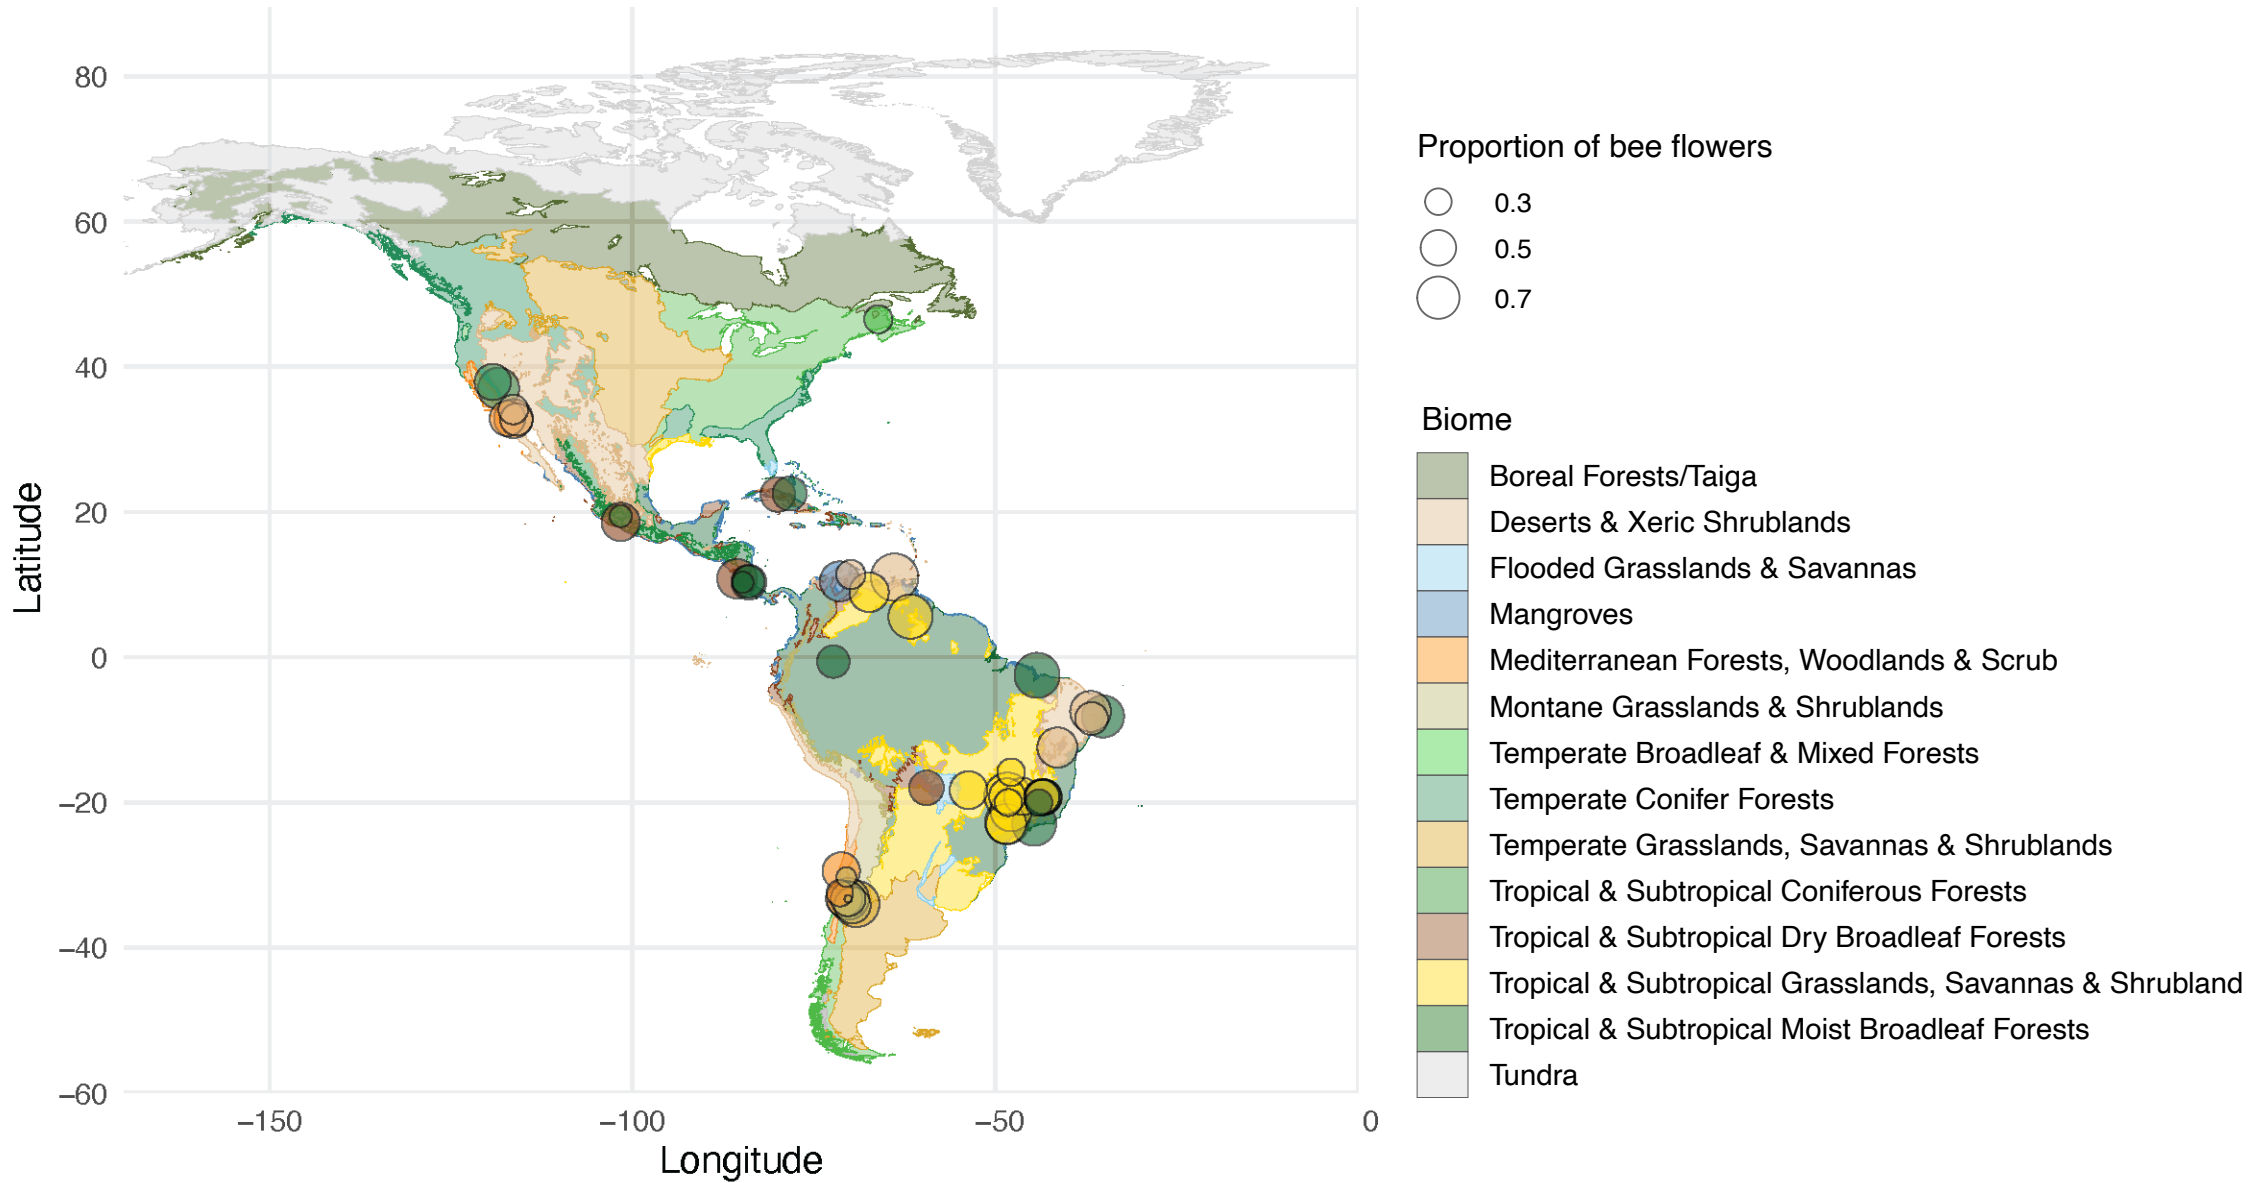 80
60
40
20
0
−20
−40
−60
Latitude
−150
−100
−50
0
Longitude
Proportion of bee flowers
0.3
0.5
0.7
Biome
Boreal Forests/Taiga
Deserts & Xeric Shrublands
Flooded Grasslands & Savannas
Mangroves
Mediterranean Forests, Woodlands & Scrub
Montane Grasslands & Shrublands
Temperate Broadleaf & Mixed Forests
Temperate Conifer Forests
Temperate Grasslands, Savannas & Shrublands
Tropical & Subtropical Coniferous Forests
Tropical & Subtropical Dry Broadleaf Forests
Tropical & Subtropical Grasslands, Savannas & Shrubland
Tropical & Subtropical Moist Broadleaf Forests
Tundra